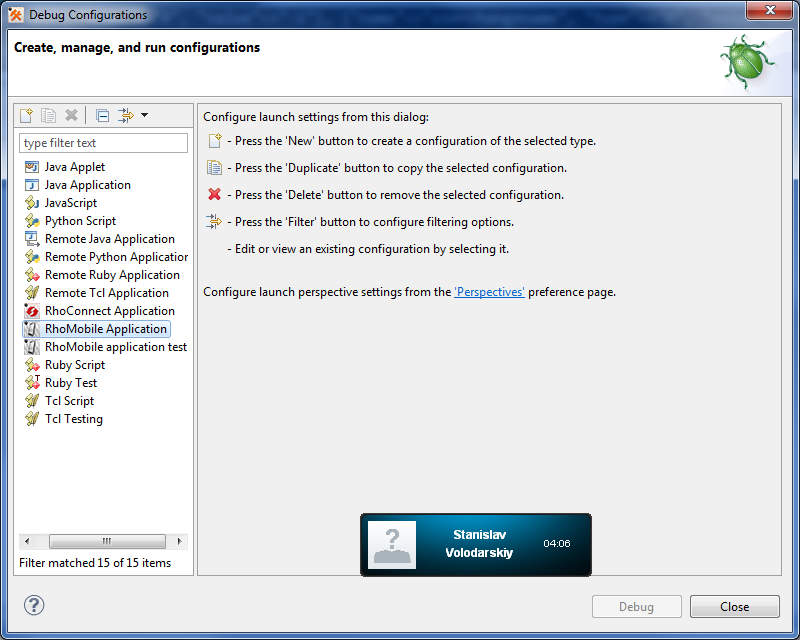 Debug Configurations
Create, manage, and run configurations
type filter text
Java Applet
Java Application
JavaScript
Python Script
Remote Java Application
Remote Python Application
Remote Ruby Application
Remote Tcl Application
RhoConnect Application
RhoMobile Application
RhoMobile application test
Ruby Script
Ruby Test
Tcl Script
Tcl Testing
Filter matched 15 of 15 items
Configure launch settings from this dialog:
- Press the 'New' button to create a configuration of the selected type.
- Press the 'Duplicate' button to copy the selected configuration.
- Press the 'Delete' button to remove the selected configuration.
- Press the 'Filter' button to configure filtering options.
- Edit or view an existing configuration by selecting it.
Configure launch perspective settings from the 'Perspectives' preference page.
Stanislav
Volodarskiy
04:06
Debug
Close